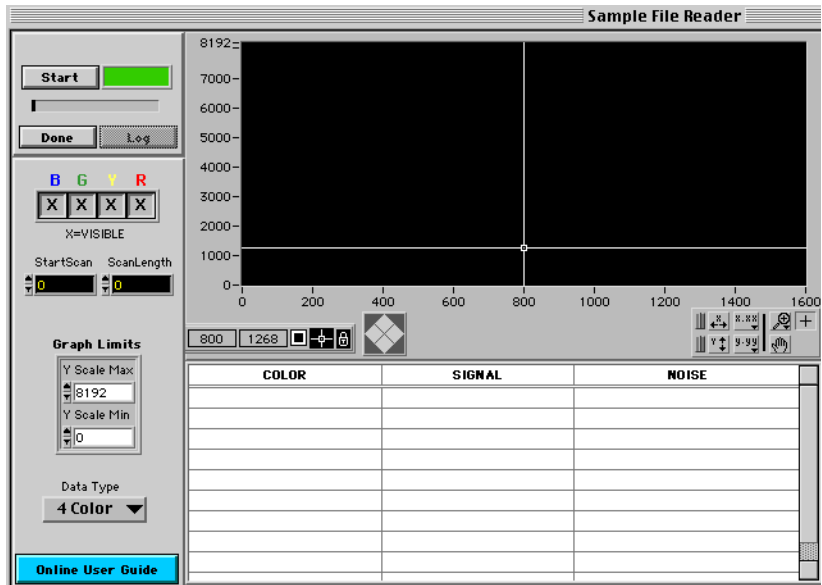 Sample File Reader
Start
Done
Log
B G Y R
X X X X
X=VISIBLE
StartScan ScanLength
0 0
Graph Limits
Y Scale Max
8192
Y Scale Min
0
Data Type
4 Color
Online User Guide
8192
7000
6000
5000
4000
3000
2000
1000
0
0 200 400 600 800 1000 1200 1400 1600
800 1268
X X.XX
Y Y.YY
COLOR SIGNAL NOISE